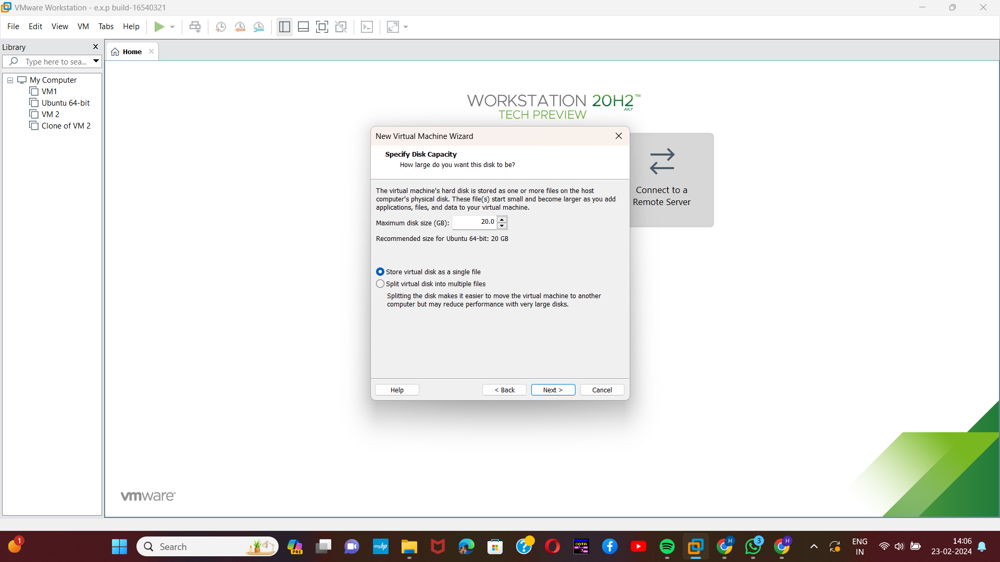 VMware Workstation - e.x.p build-16540321
File Edit View VM Tabs Help
Library
Type here to sea...
Home
My Computer
VM1
Ubuntu 64-bit
VM 2
Clone of VM 2
WORKSTATION 20H2™
JULY
TECH PREVIEW
New Virtual Machine Wizard
Specify Disk Capacity
How large do you want this disk to be?
The virtual machine's hard disk is stored as one or more files on the host
computer's physical disk. These file(s) start small and become larger as you add
applications, files, and data to your virtual machine.
Maximum disk size (GB): 20.0
Recommended size for Ubuntu 64-bit: 20 GB
Store virtual disk as a single file
Split virtual disk into multiple files
Splitting the disk makes it easier to move the virtual machine to another
computer but may reduce performance with very large disks.
Help < Back Next > Cancel
Connect to a
Remote Server
vmware
1
Search
PRE
myhp
DATA
H
3
H
ENG
IN
14:06
23-02-2024